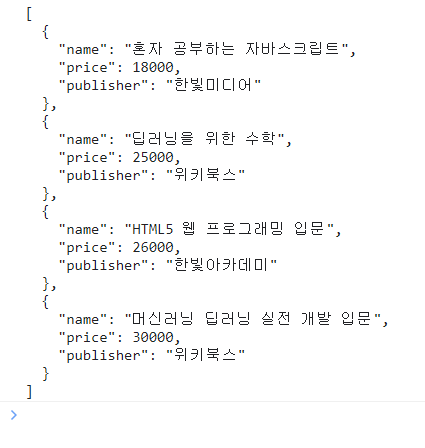 [
  {
    "name": "혼자 공부하는 자바스크립트",
    "price": 18000,
    "publisher": "한빛미디어"
  },
  {
    "name": "딥러닝을 위한 수학",
    "price": 25000,
    "publisher": "위키북스"
  },
  {
    "name": "HTML5 웹 프로그래밍 입문",
    "price": 26000,
    "publisher": "한빛아카데미"
  },
  {
    "name": "머신러닝 딥러닝 실전 개발 입문",
    "price": 30000,
    "publisher": "위키북스"
  }
]
>